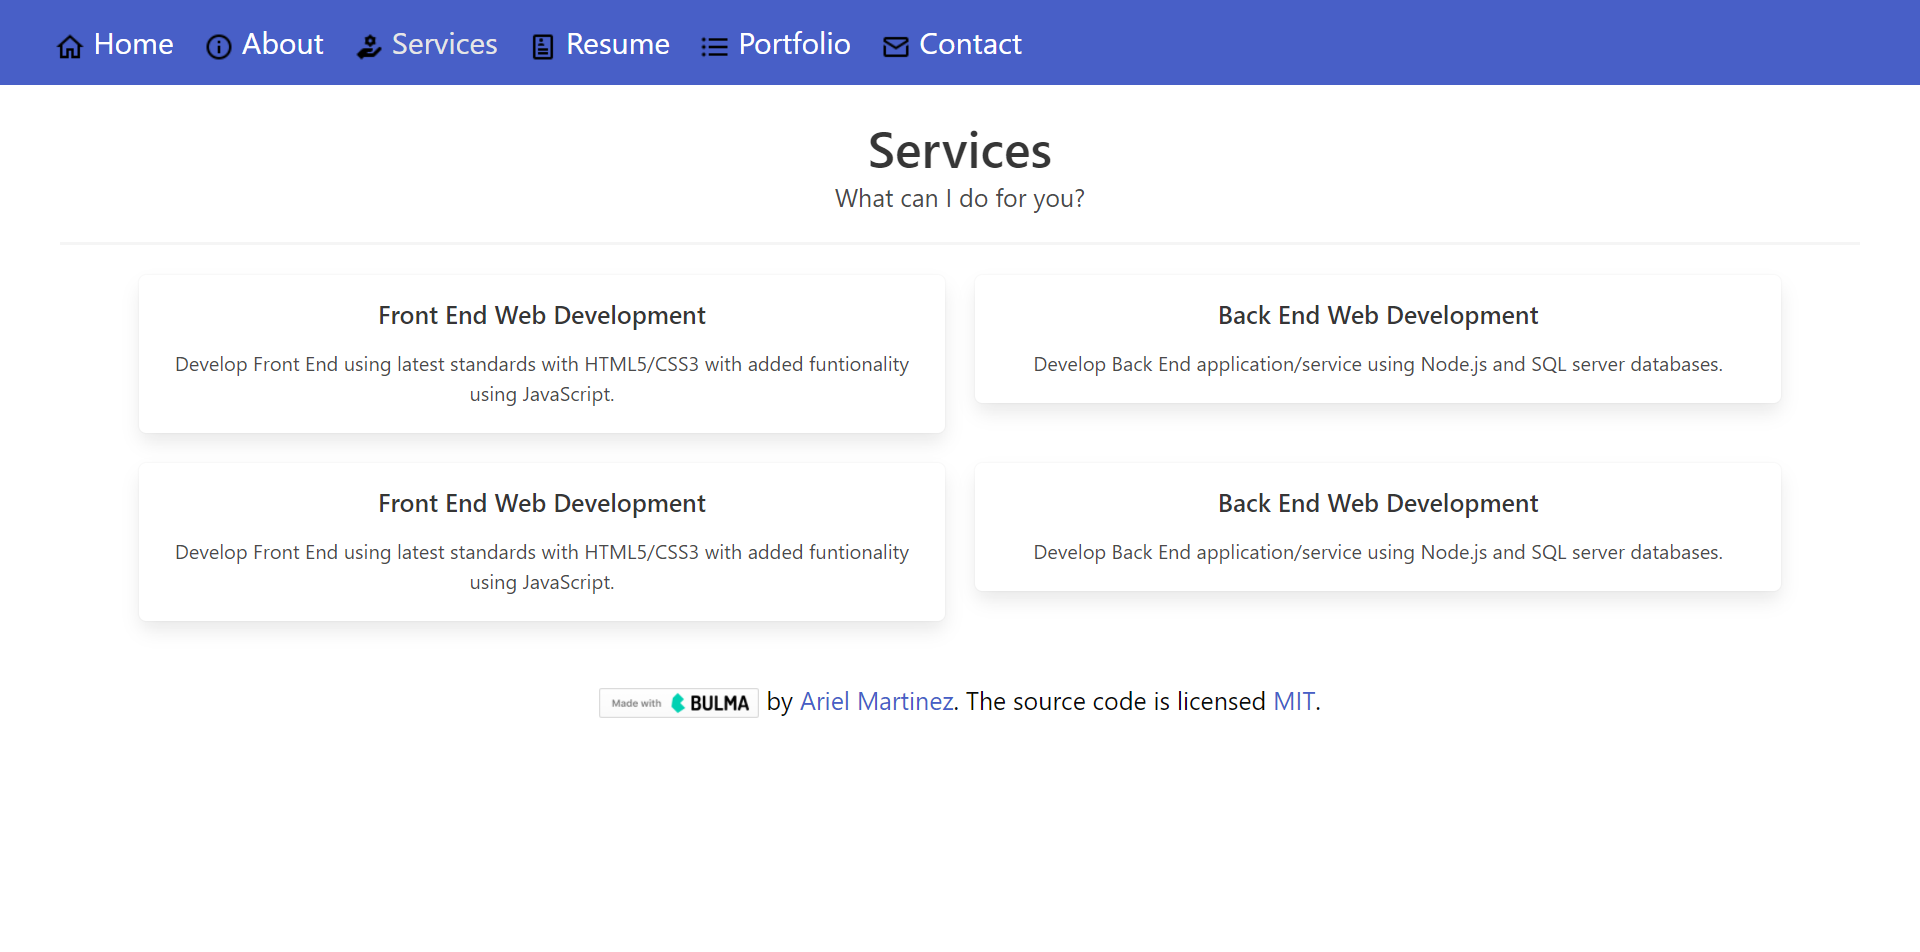 Home About Services Resume Portfolio Contact
Services
What can I do for you?
Front End Web Development
Develop Front End using latest standards with HTML5/CSS3 with added funtionality
using JavaScript.
Back End Web Development
Develop Back End application/service using Node.js and SQL server databases.
Front End Web Development
Develop Front End using latest standards with HTML5/CSS3 with added funtionality
using JavaScript.
Back End Web Development
Develop Back End application/service using Node.js and SQL server databases.
Made with BULMA by Ariel Martinez. The source code is licensed MIT.